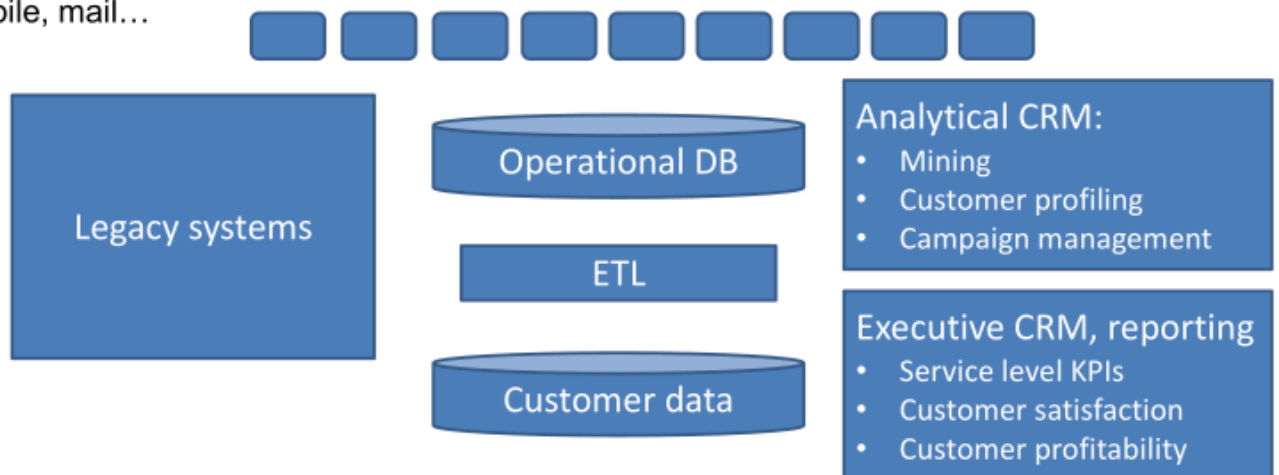 mail…
Legacy systems
Operational DB
ETL
Customer data
Analytical CRM:
• Mining
• Customer profiling
• Campaign management
Executive CRM, reporting
• Service level KPIs
• Customer satisfaction
• Customer profitability